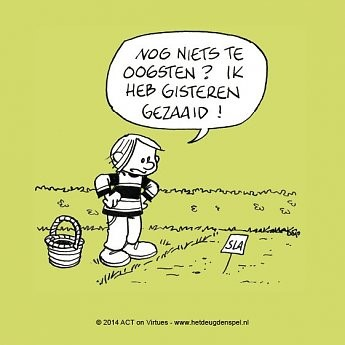 NOG NIETS TE
OOGSTEN? IK
HEB GISTEREN
GEZAAID!
SLA
© 2014 ACT on Virtues - www.hetdeugdenspel.nl